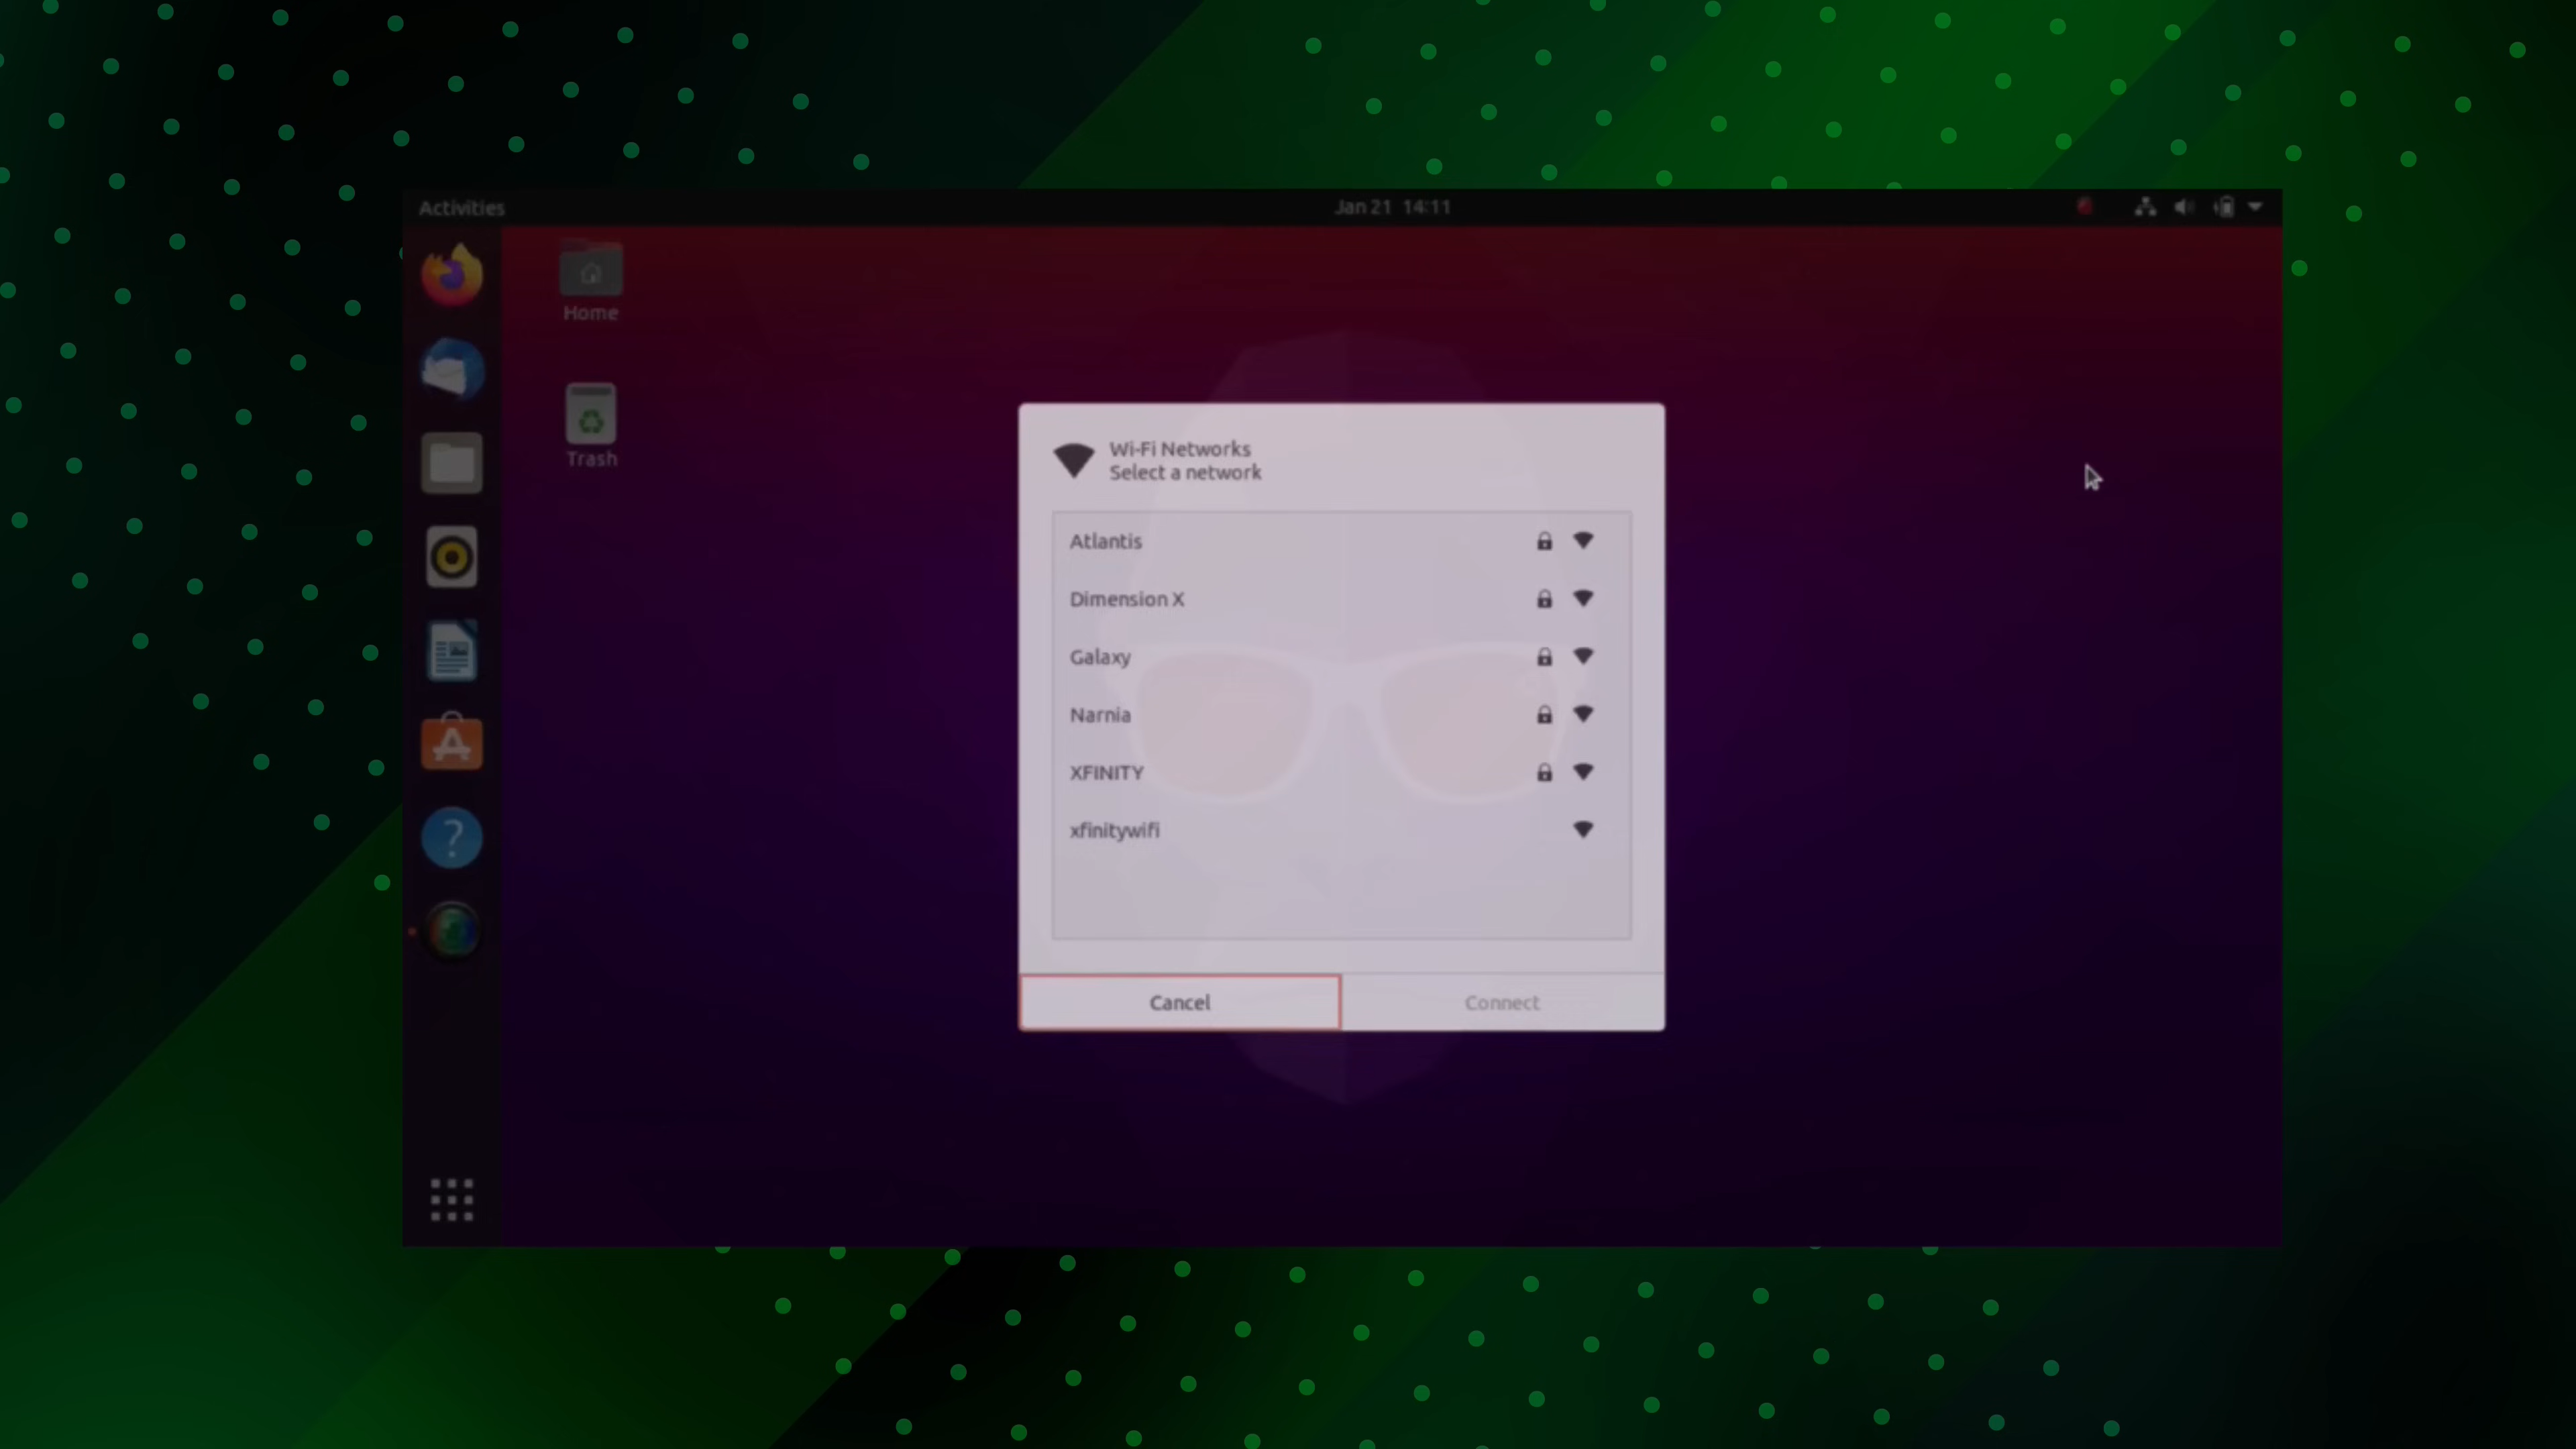 Activities
Jan 21 14:11
Home
Trash
Wi-Fi Networks
Select a network
Atlantis
Dimension X
Galaxy
Narnia
XFINITY
xfinitywifi
Cancel
Connect